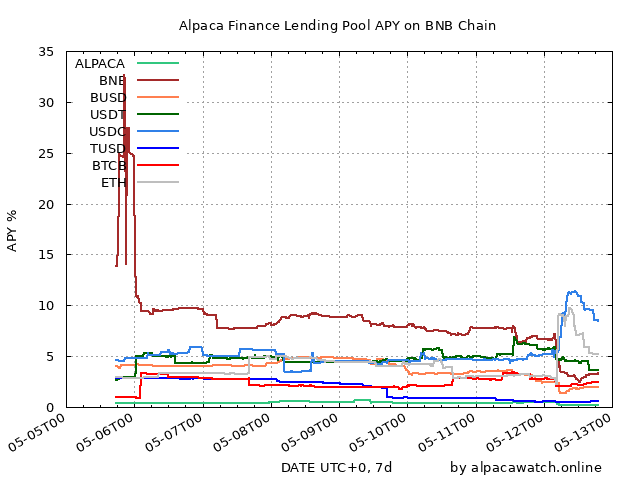 Alpaca Finance Lending Pool APY on BNB Chain
35
30
25
20
15
10
5
0
APY %
ALPACA
BNB
BUSD
USDT
USDC
TUSD
BTCB
ETH
05-05T00
05-06T00
05-07T00
05-08T00
05-09T00
05-10T00
05-11T00
05-12T00
05-13T00
DATE UTC+0, 7d
by alpacawatch.online